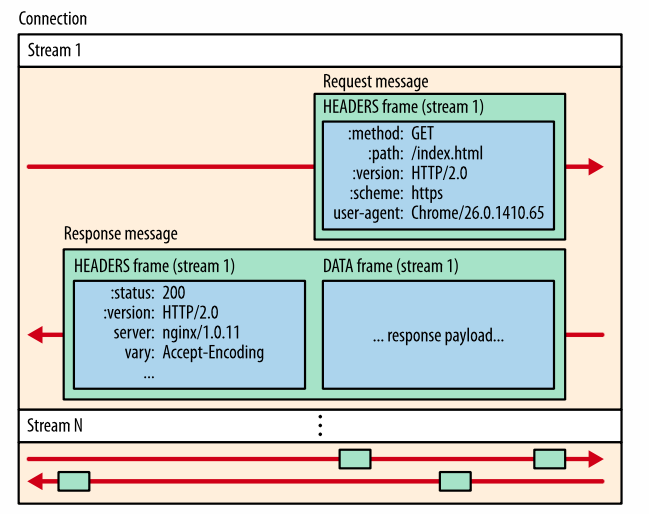 Connection
Stream 1
Request message
HEADERS frame (stream 1)
:method: GET
:path: /index.html
:version: HTTP/2.0
:scheme: https
user-agent: Chrome/26.0.1410.65
Response message
HEADERS frame (stream 1)
:status: 200
:version: HTTP/2.0
server: nginx/1.0.11
vary: Accept-Encoding
...
DATA frame (stream 1)
... response payload...
Stream N